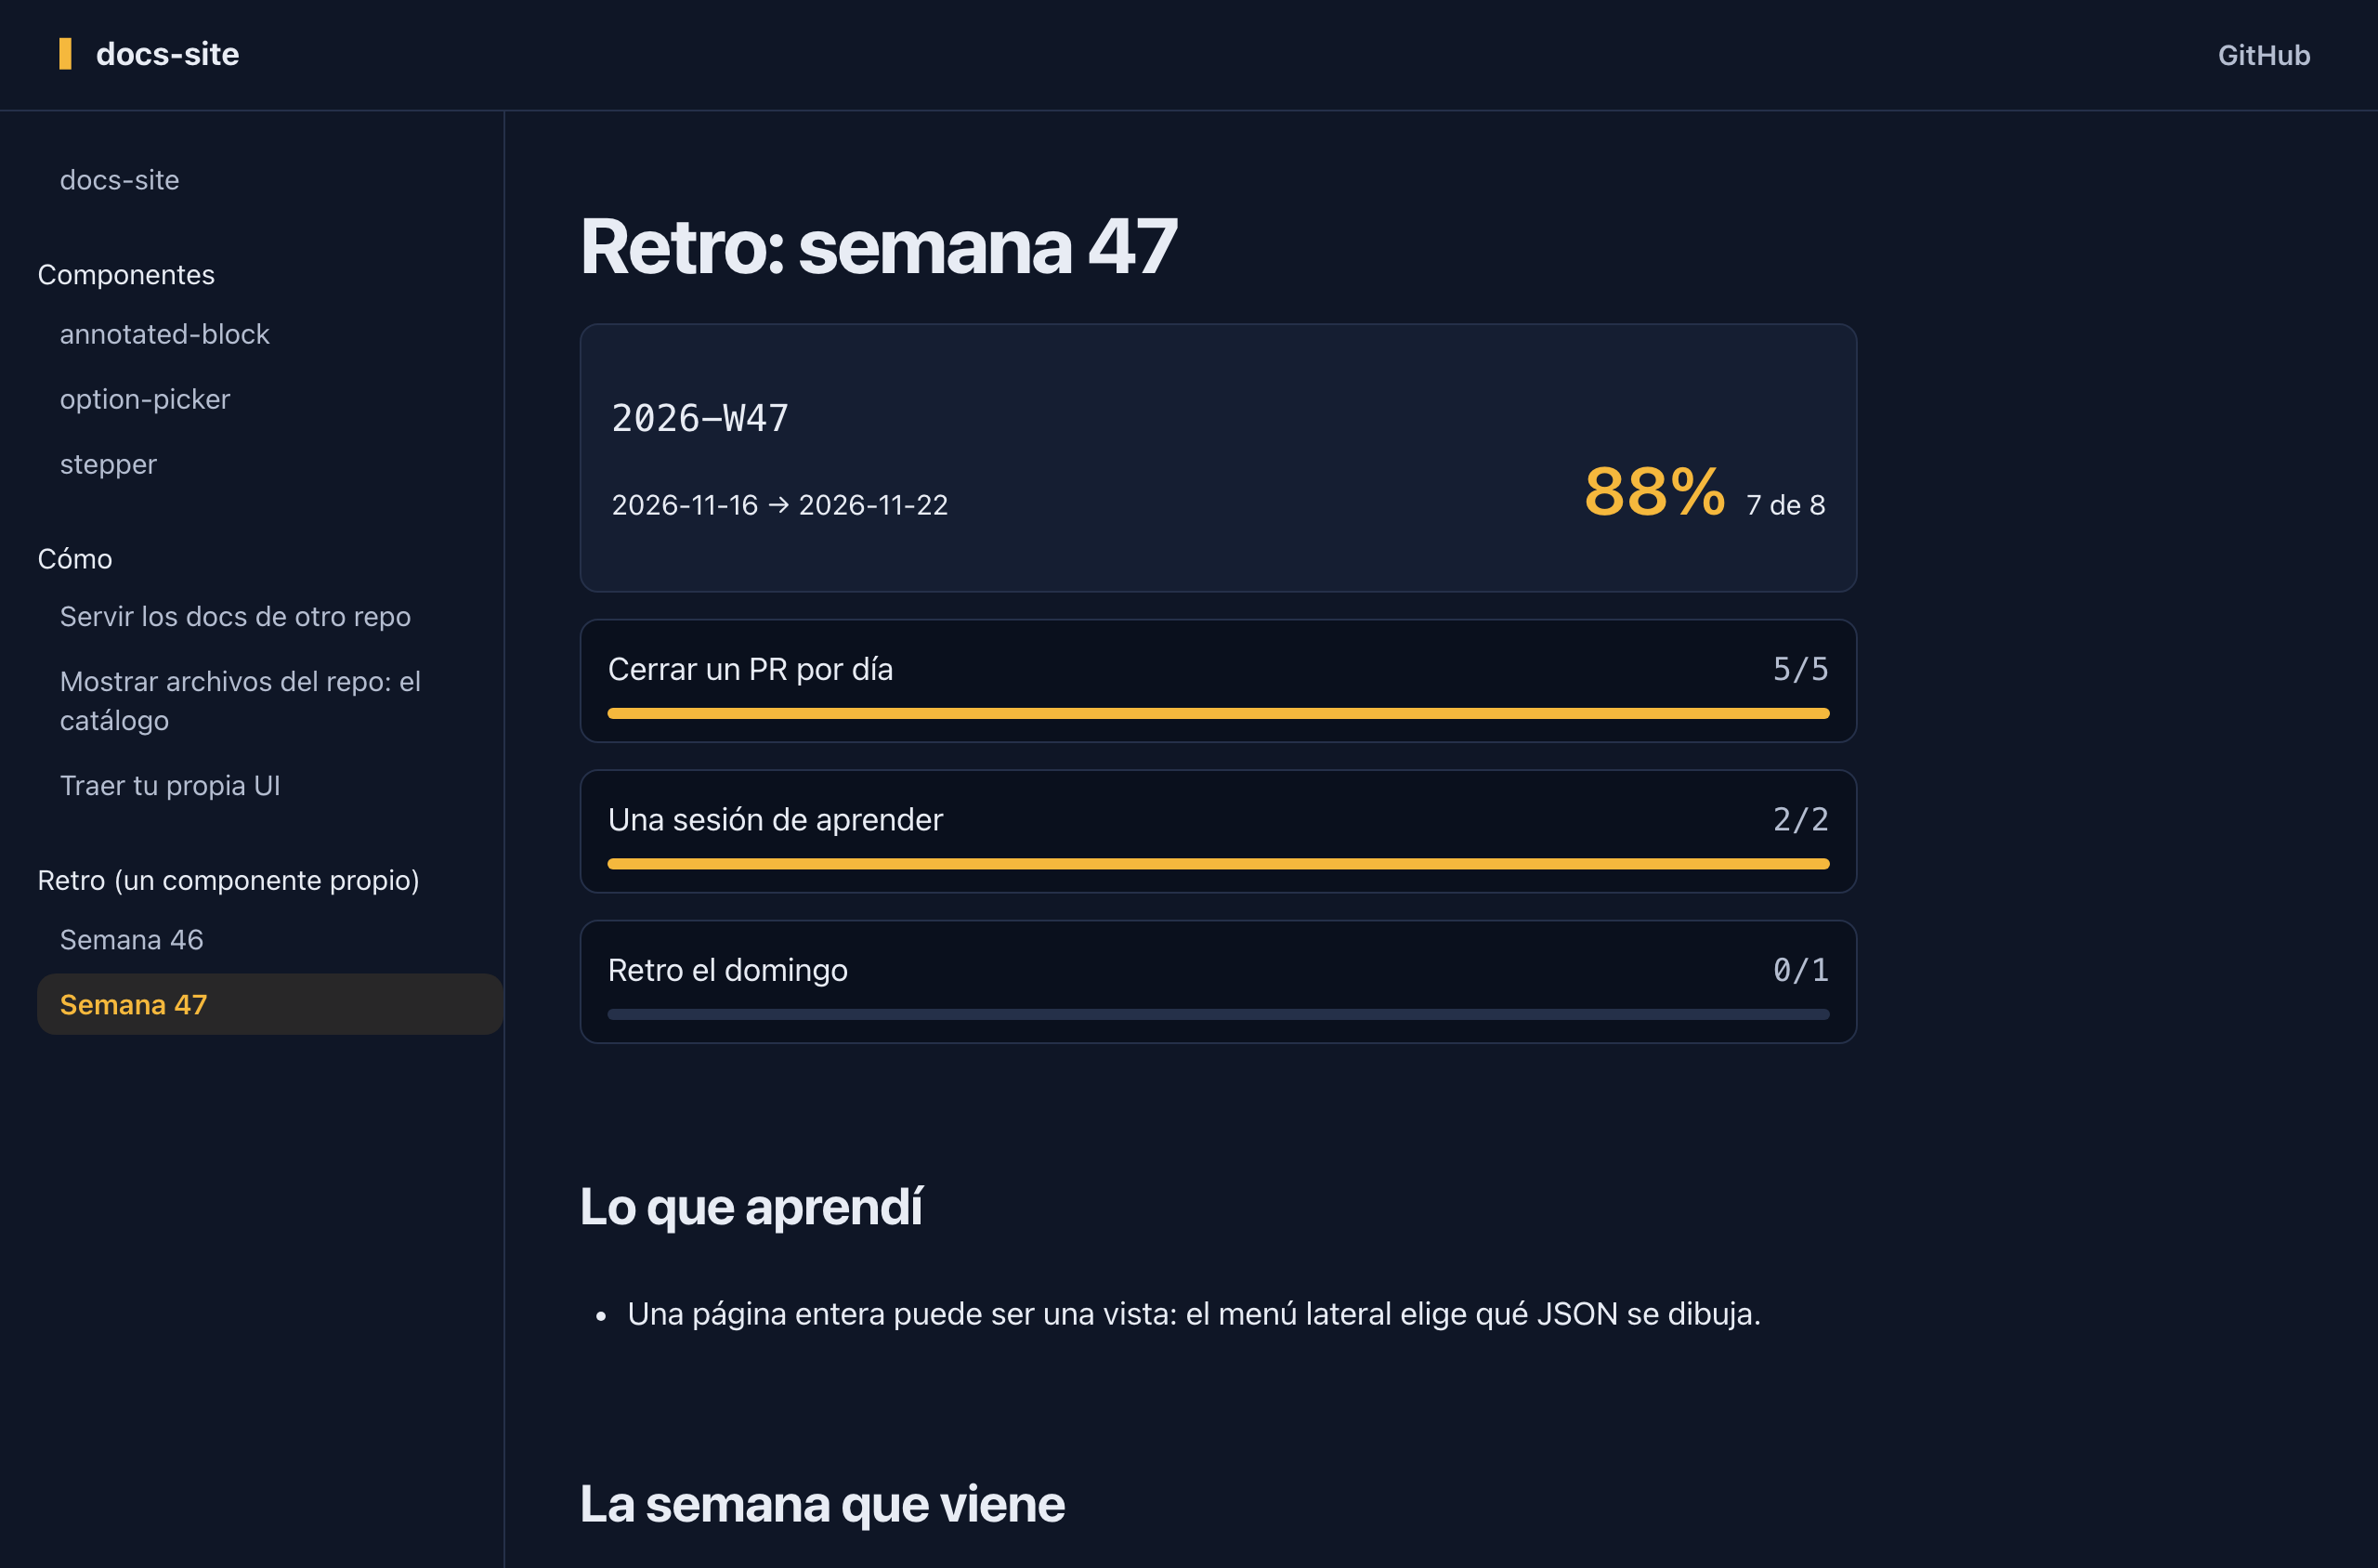 docs-site
GitHub
docs-site
Componentes
annotated-block
option-picker
stepper
Cómo
Servir los docs de otro repo
Mostrar archivos del repo: el
catálogo
Traer tu propia UI
Retro (un componente propio)
Semana 46
Semana 47
Retro: semana 47
2026-W47
2026-11-16 → 2026-11-22
88% 7 de 8
Cerrar un PR por día 5/5
Una sesión de aprender 2/2
Retro el domingo 0/1
Lo que aprendí
• Una página entera puede ser una vista: el menú lateral elige qué JSON se dibuja.
La semana que viene